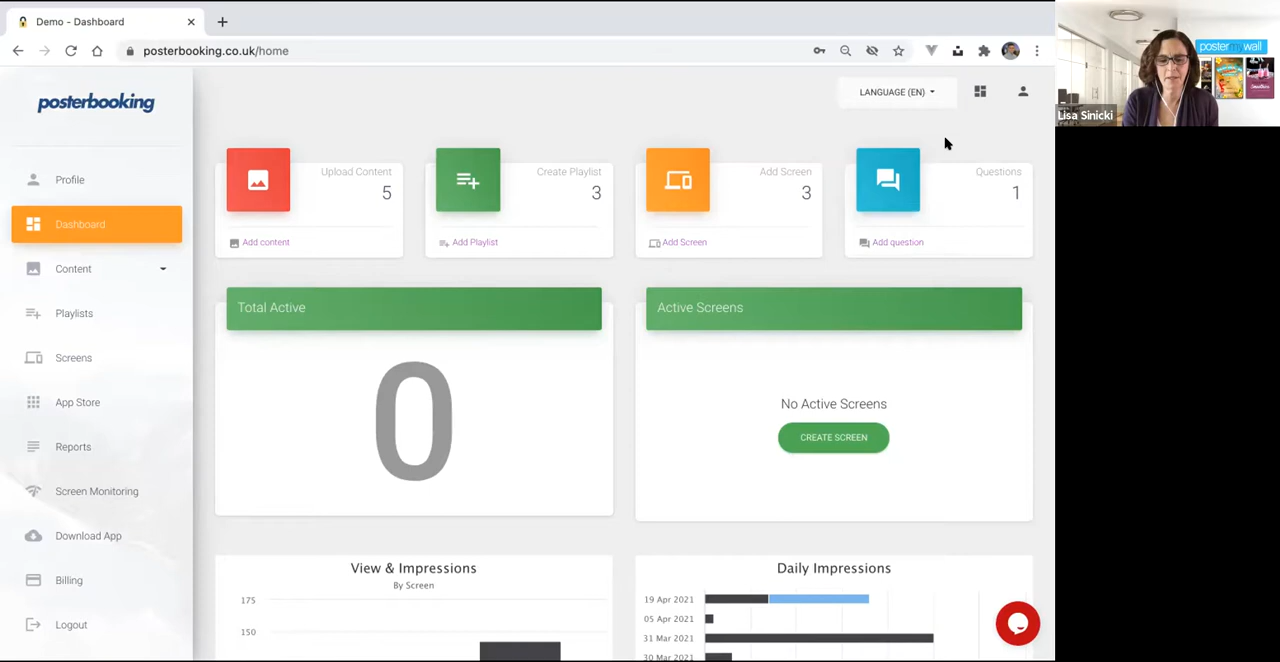 Demo - Dashboard
posterbooking.co.uk/home
postermywall
Lisa Sinicki
posterbooking
LANGUAGE (EN)
Profile
Dashboard
Content
Playlists
Screens
App Store
Reports
Screen Monitoring
Download App
Billing
Logout
Upload Content
5
Add content
Create Playlist
3
Add Playlist
Add Screen
3
Add Screen
Questions
1
Add question
Total Active
0
Active Screens
No Active Screens
CREATE SCREEN
View & Impressions
By Screen
175
150
Daily Impressions
19 Apr 2021
05 Apr 2021
31 Mar 2021
30 Mar 2021